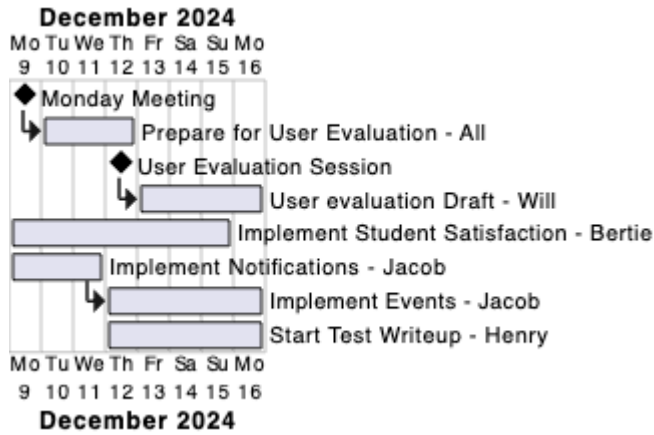 December 2024
Mo Tu We Th Fr Sa Su Mo
9 10 11 12 13 14 15 16
Monday Meeting
Prepare for User Evaluation - All
User Evaluation Session
User evaluation Draft - Will
Implement Student Satisfaction - Bertie
Implement Notifications - Jacob
Implement Events - Jacob
Start Test Writeup - Henry
Mo Tu We Th Fr Sa Su Mo
9 10 11 12 13 14 15 16
December 2024